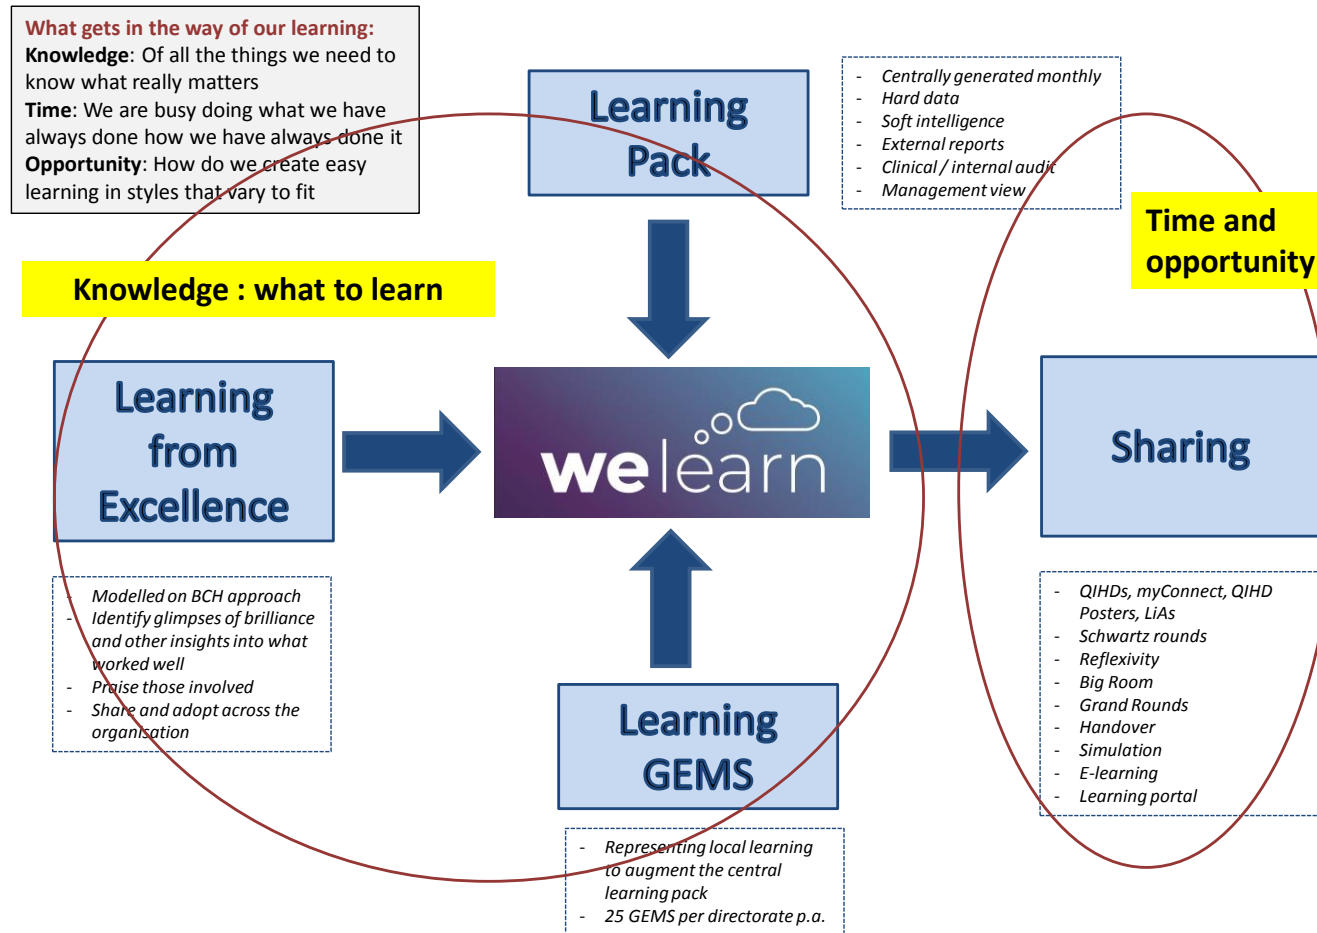 What gets in the way of our learning:
Knowledge: Of all the things we need to
know what really matters
Time: We are busy doing what we have
always done how we have always done it
Opportunity: How do we create easy
learning in styles that vary to fit
Learning
Pack
- Centrally generated monthly
- Hard data
- Soft intelligence
- External reports
- Clinical / internal audit
- Management view
Time and
opportunity
Knowledge : what to learn
Learning
from
Excellence
we learn
Sharing
- Modelled on BCH approach
- Identify glimpses of brilliance
and other insights into what
worked well
- Praise those involved
- Share and adopt across the
organisation
Learning
GEMS
- Representing local learning
to augment the central
learning pack
- 25 GEMS per directorate p.a.
- QIHDs, myConnect, QIHD
Posters, LiAs
- Schwartz rounds
- Reflexivity
- Big Room
- Grand Rounds
- Handover
- Simulation
- E-learning
- Learning portal